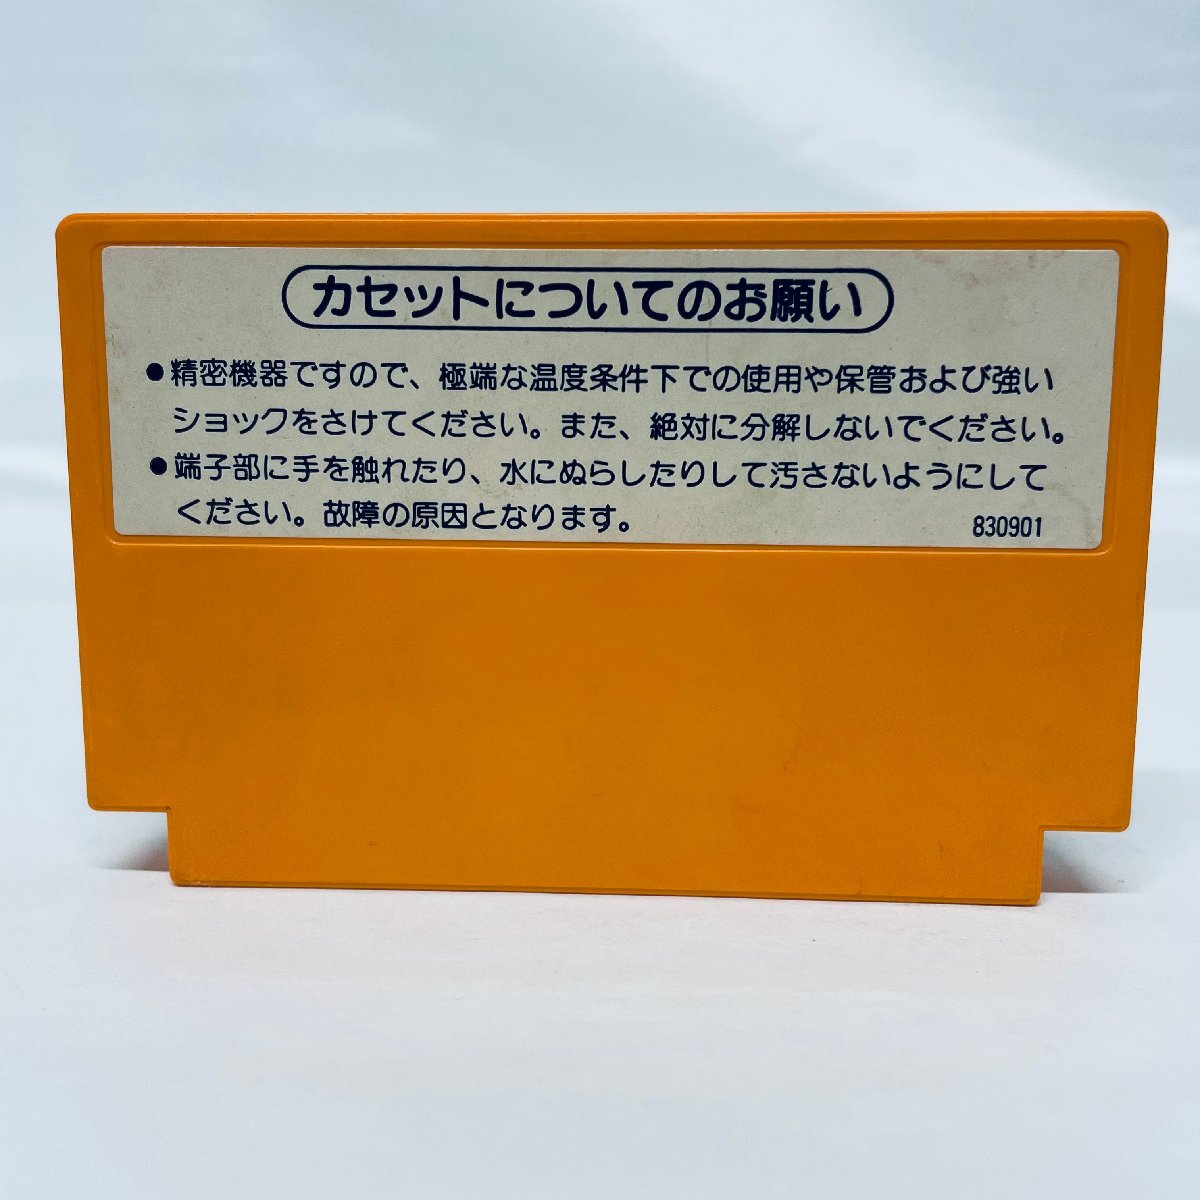 カセットについてのお願い
●精密機器ですので、極端な温度条件下での使用や保管および強い
ショックをさけてください。また、絶対に分解しないでください。
●端子部に手を触れたり、水にぬらしたりして汚さないようにして
ください。故障の原因となります。
830901